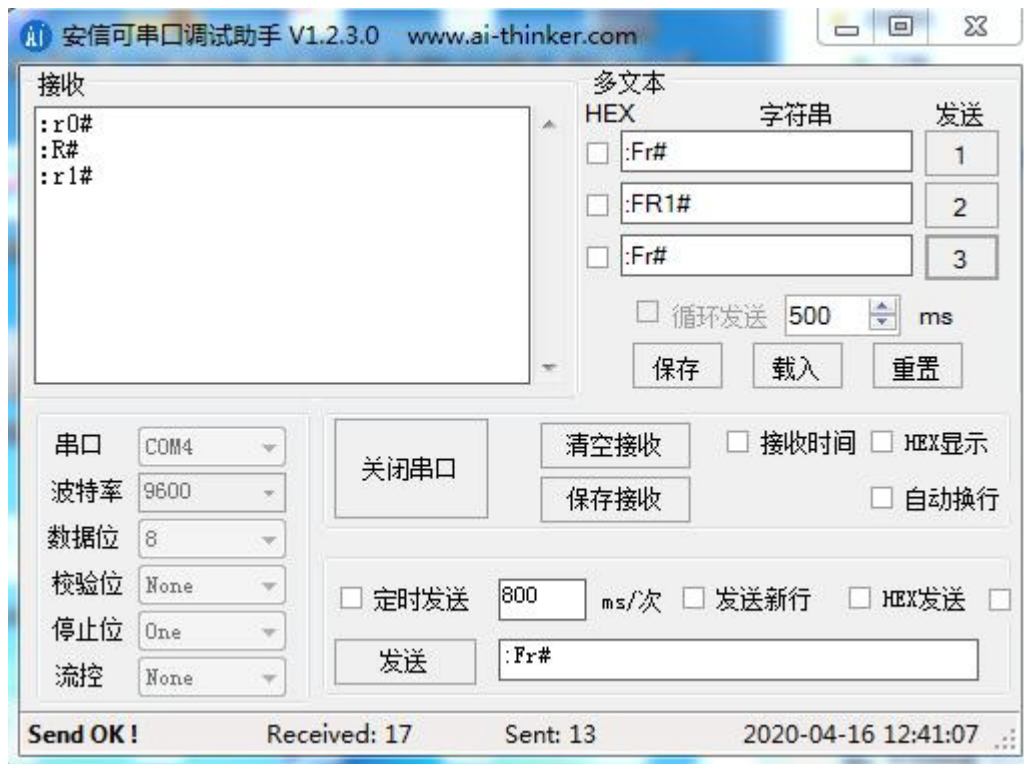 安信可串口调试助手 V1.2.3.0 www.ai-thinker.com
接收
:r0#
:R#
:r1#
多文本
HEX 字符串 发送
:Fr# 1
:FR1# 2
:Fr# 3
循环发送 500 ms
保存 载入 重置
串口 COM4
波特率 9600
数据位 8
校验位 None
停止位 One
流控 None
关闭串口
清空接收 接收时间 HEX显示
保存接收 自动换行
定时发送 800 ms/次 发送新行 HEX发送
发送 :Fr#
Send OK ! Received: 17 Sent: 13 2020-04-16 12:41:07